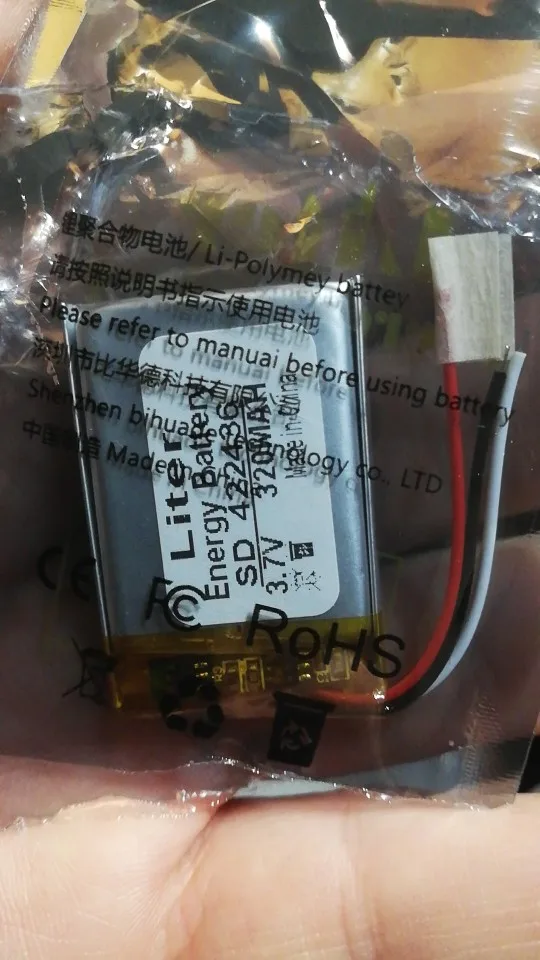 锂聚合物电池/ Li-Polymey battey
请按照说明书指示使用电池
Please refer to manuai before using battery
深圳市比华德科技有限
Shenzhen bihua Technology co., LTD
中国制造 Made in
CE FC RoHS
Liter
Energy Battery
SD 422436
3.7V 320MAH
Made in China